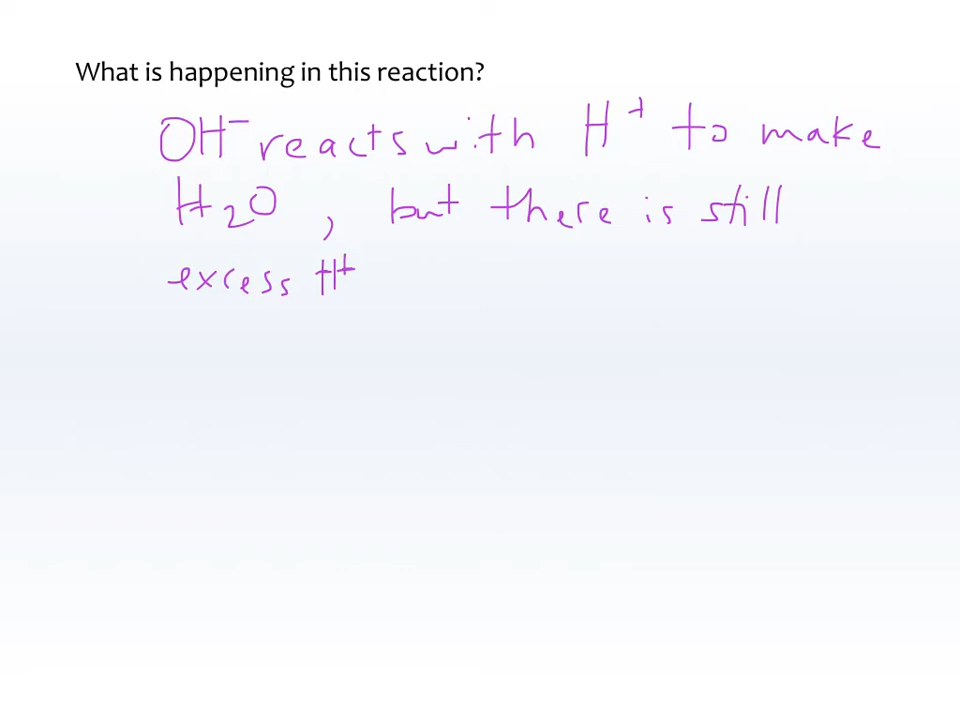 What is happening in this reaction?
OH⁻ reacts with H⁺ to make
H₂O, but there is still
excess H⁺